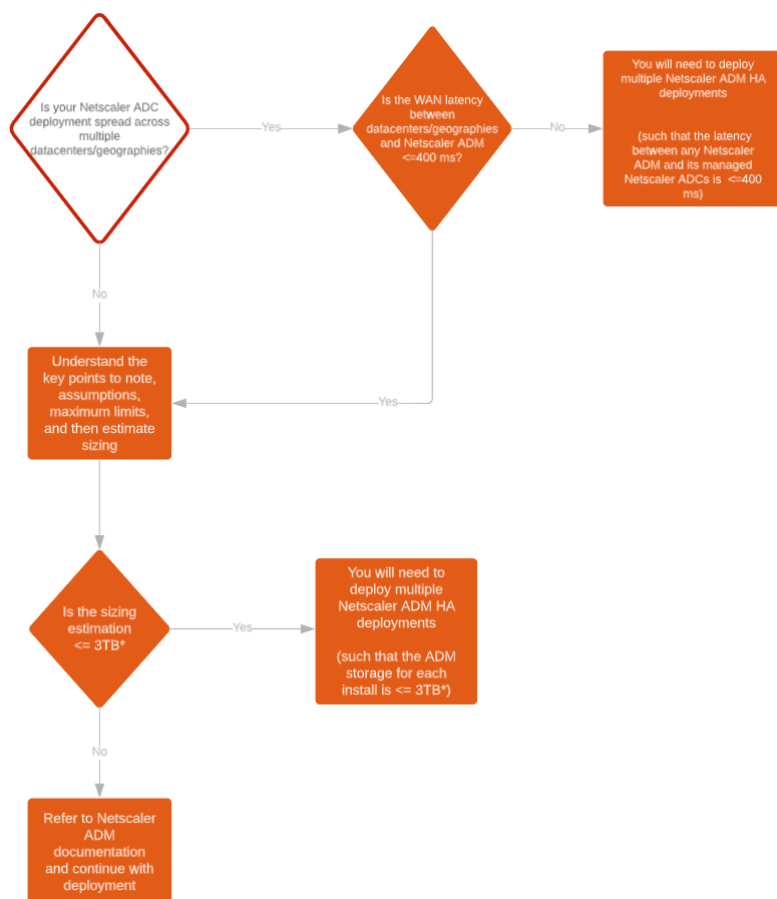 Is your Netscaler ADC
deployment spread across
multiple
datacenters/geographies?
Yes
Is the WAN latency
between
datacenters/geographies
and Netscaler ADM
<=400 ms?
No
You will need to deploy
multiple Netscaler ADM HA
deployments
(such that the latency
between any Netscaler
ADM and its managed
Netscaler ADCs is <=400
ms)
No
Understand the
key points to note,
assumptions,
maximum limits,
and then estimate
sizing
Yes
Is the sizing
estimation
<= 3TB*
Yes
You will need to
deploy multiple
Netscaler ADM HA
deployments
(such that the ADM
storage for each
install is <= 3TB*)
No
Refer to Netscaler
ADM
documentation
and continue with
deployment